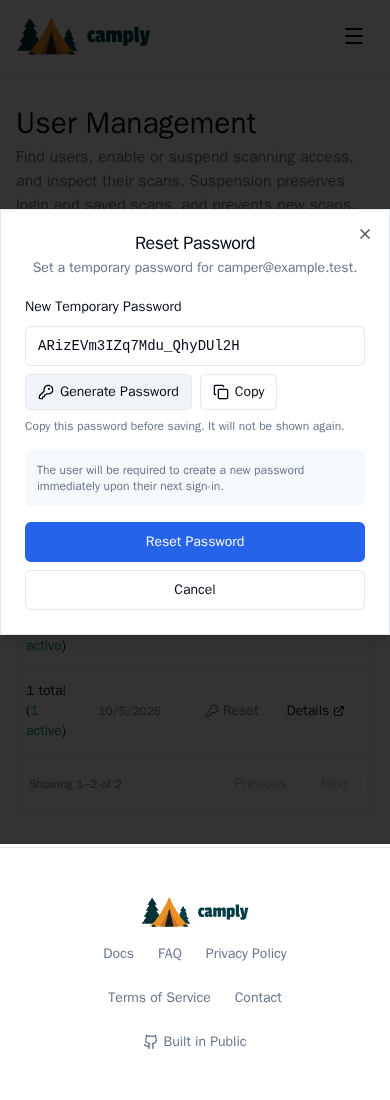 camply
User Management
Find users, enable or suspend scanning access,
and inspect their scans. Suspension preserves
login and saved scans, and prevents new scans.
Reset Password
Set a temporary password for camper@example.test.
New Temporary Password
ARizEVm3IZq7Mdu_QhyDUl2H
Generate Password
Copy
Copy this password before saving. It will not be shown again.
The user will be required to create a new password
immediately upon their next sign-in.
Reset Password
Cancel
active)
1 total
(1
active)
10/5/2026
Reset
Details
Showing 1–2 of 2
Previous
Next
camply
Docs
FAQ
Privacy Policy
Terms of Service
Contact
Built in Public